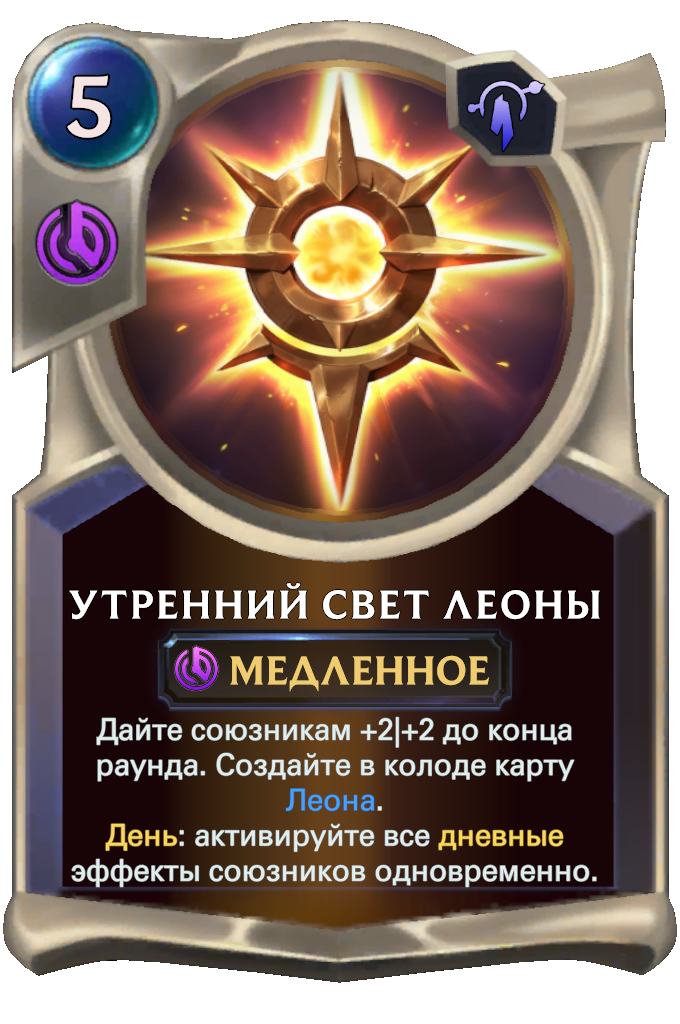 5
УТРЕННИЙ СВЕТ ЛЕОНЫ
МЕДЛЕННОЕ
Дайте союзникам +2|+2 до конца
раунда. Создайте в колоде карту
Леона.
День: активируйте все дневные
эффекты союзников одновременно.